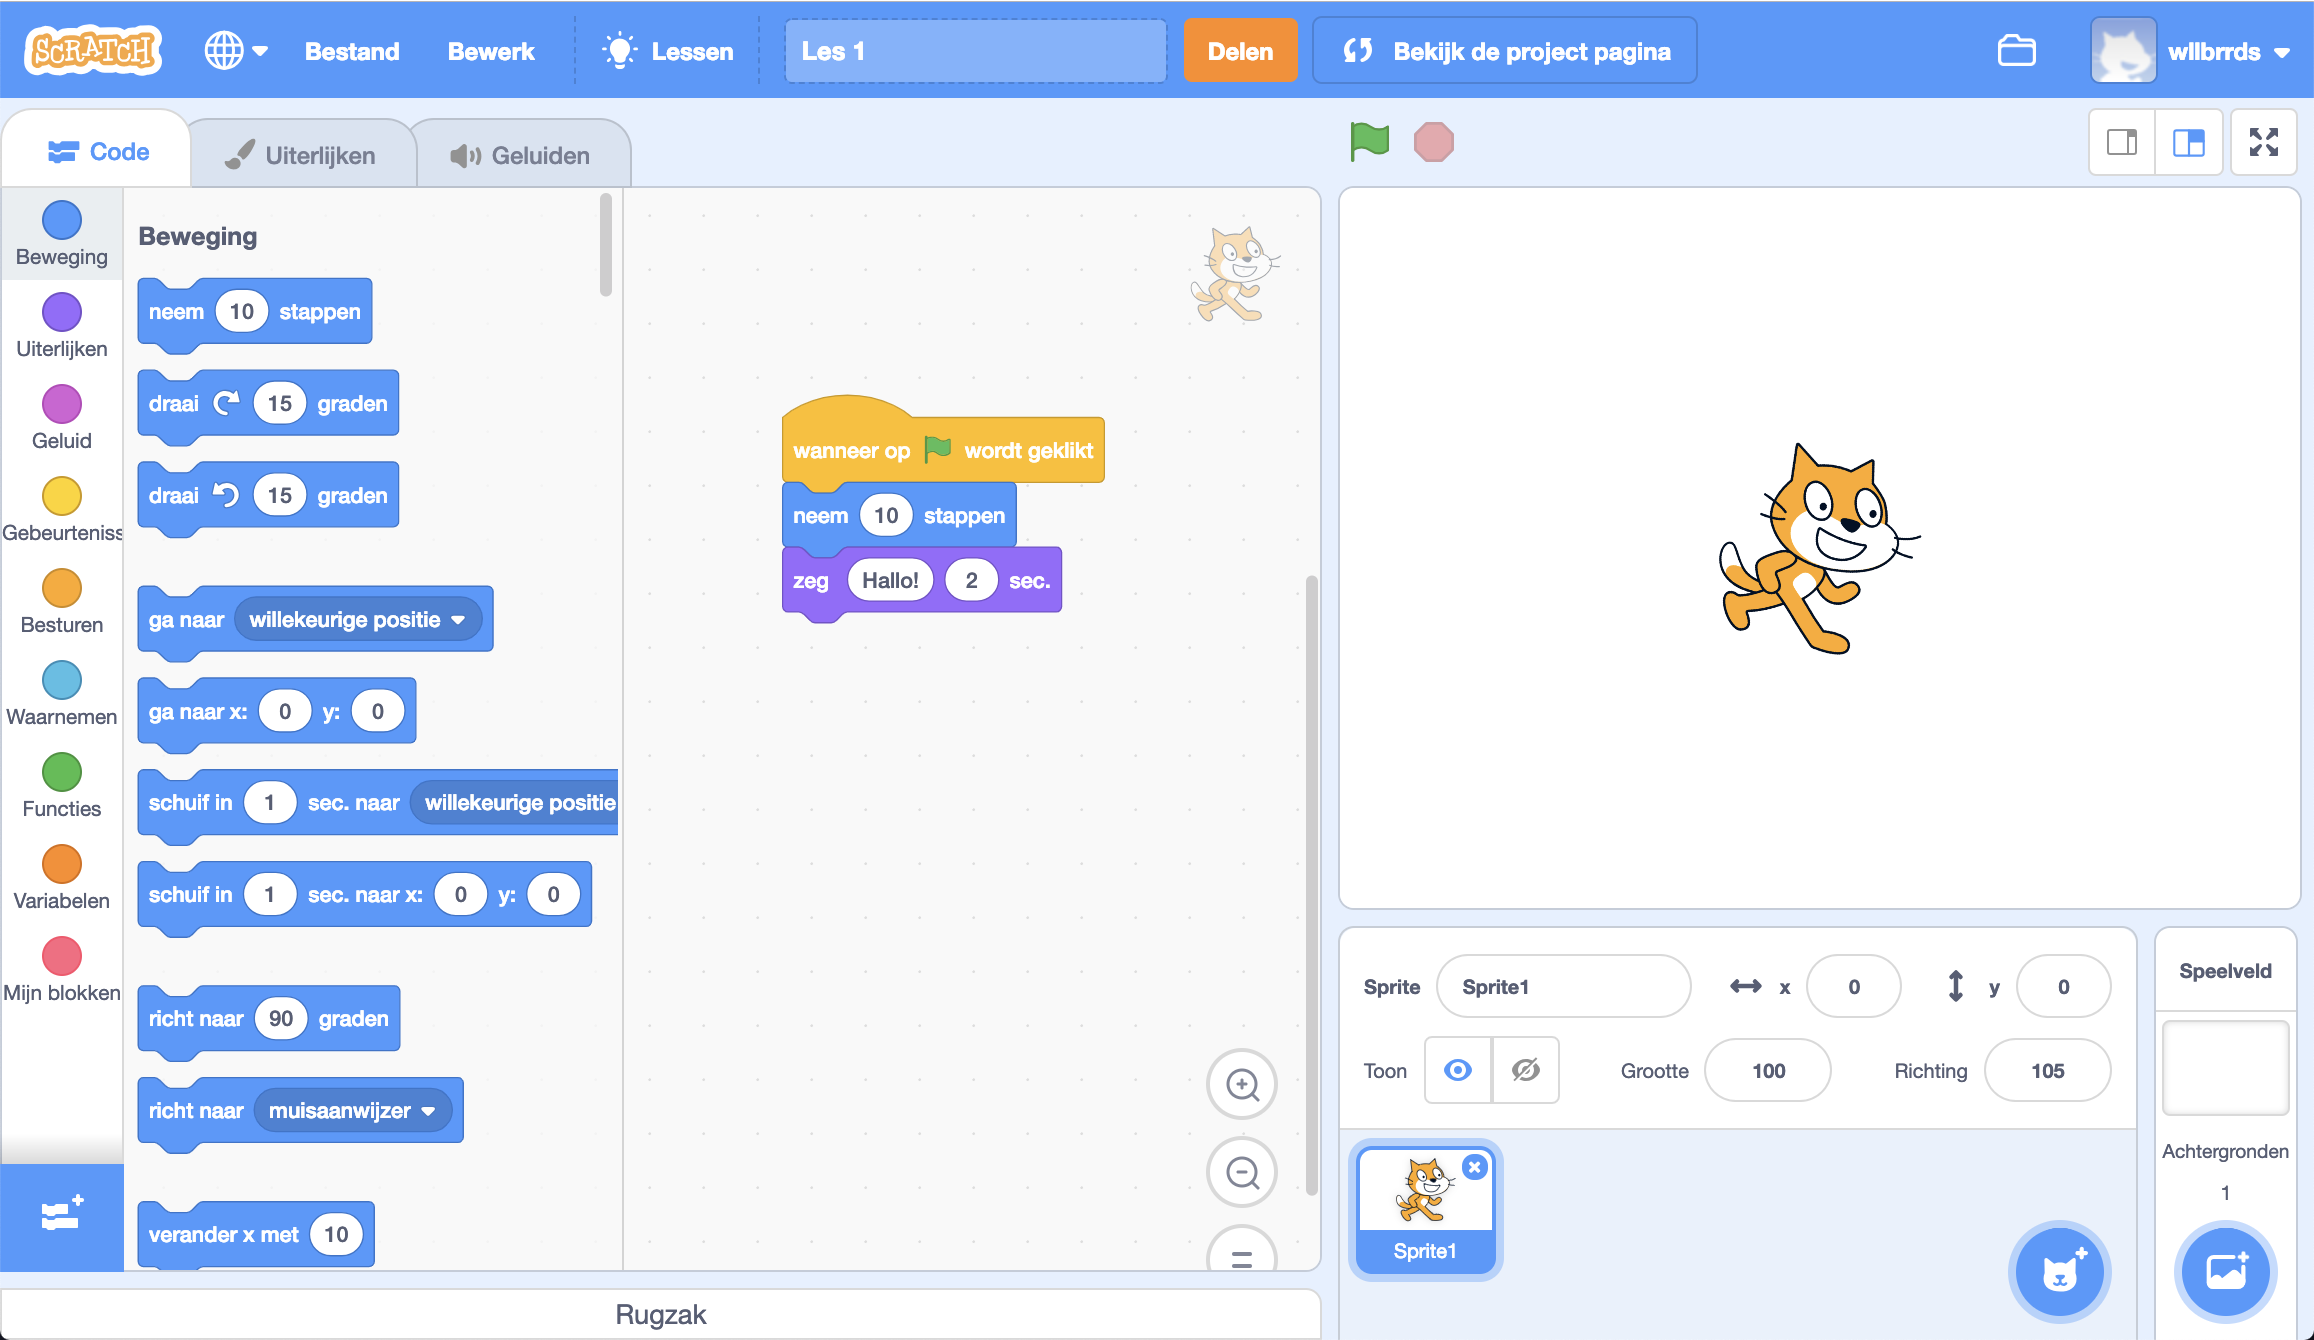 SCRATCH
Bestand
Bewerk
Lessen
Les 1
Delen
Bekijk de project pagina
wllbrrds
Code
Uiterlijken
Geluiden
Beweging
Uiterlijken
Geluid
Gebeurteniss
Besturen
Waarnemen
Functies
Variabelen
Mijn blokken
Beweging
neem 10 stappen
draai 15 graden
draai 15 graden
ga naar willekeurige positie
ga naar x: 0 y: 0
schuif in 1 sec. naar willekeurige positie
schuif in 1 sec. naar x: 0 y: 0
richt naar 90 graden
richt naar muisaanwijzer
verander x met 10
wanneer op wordt geklikt
neem 10 stappen
zeg Hallo! 2 sec.
Rugzak
Sprite Sprite1 x 0 y 0
Toon Grootte 100 Richting 105
Sprite1
Speelveld
Achtergronden
1